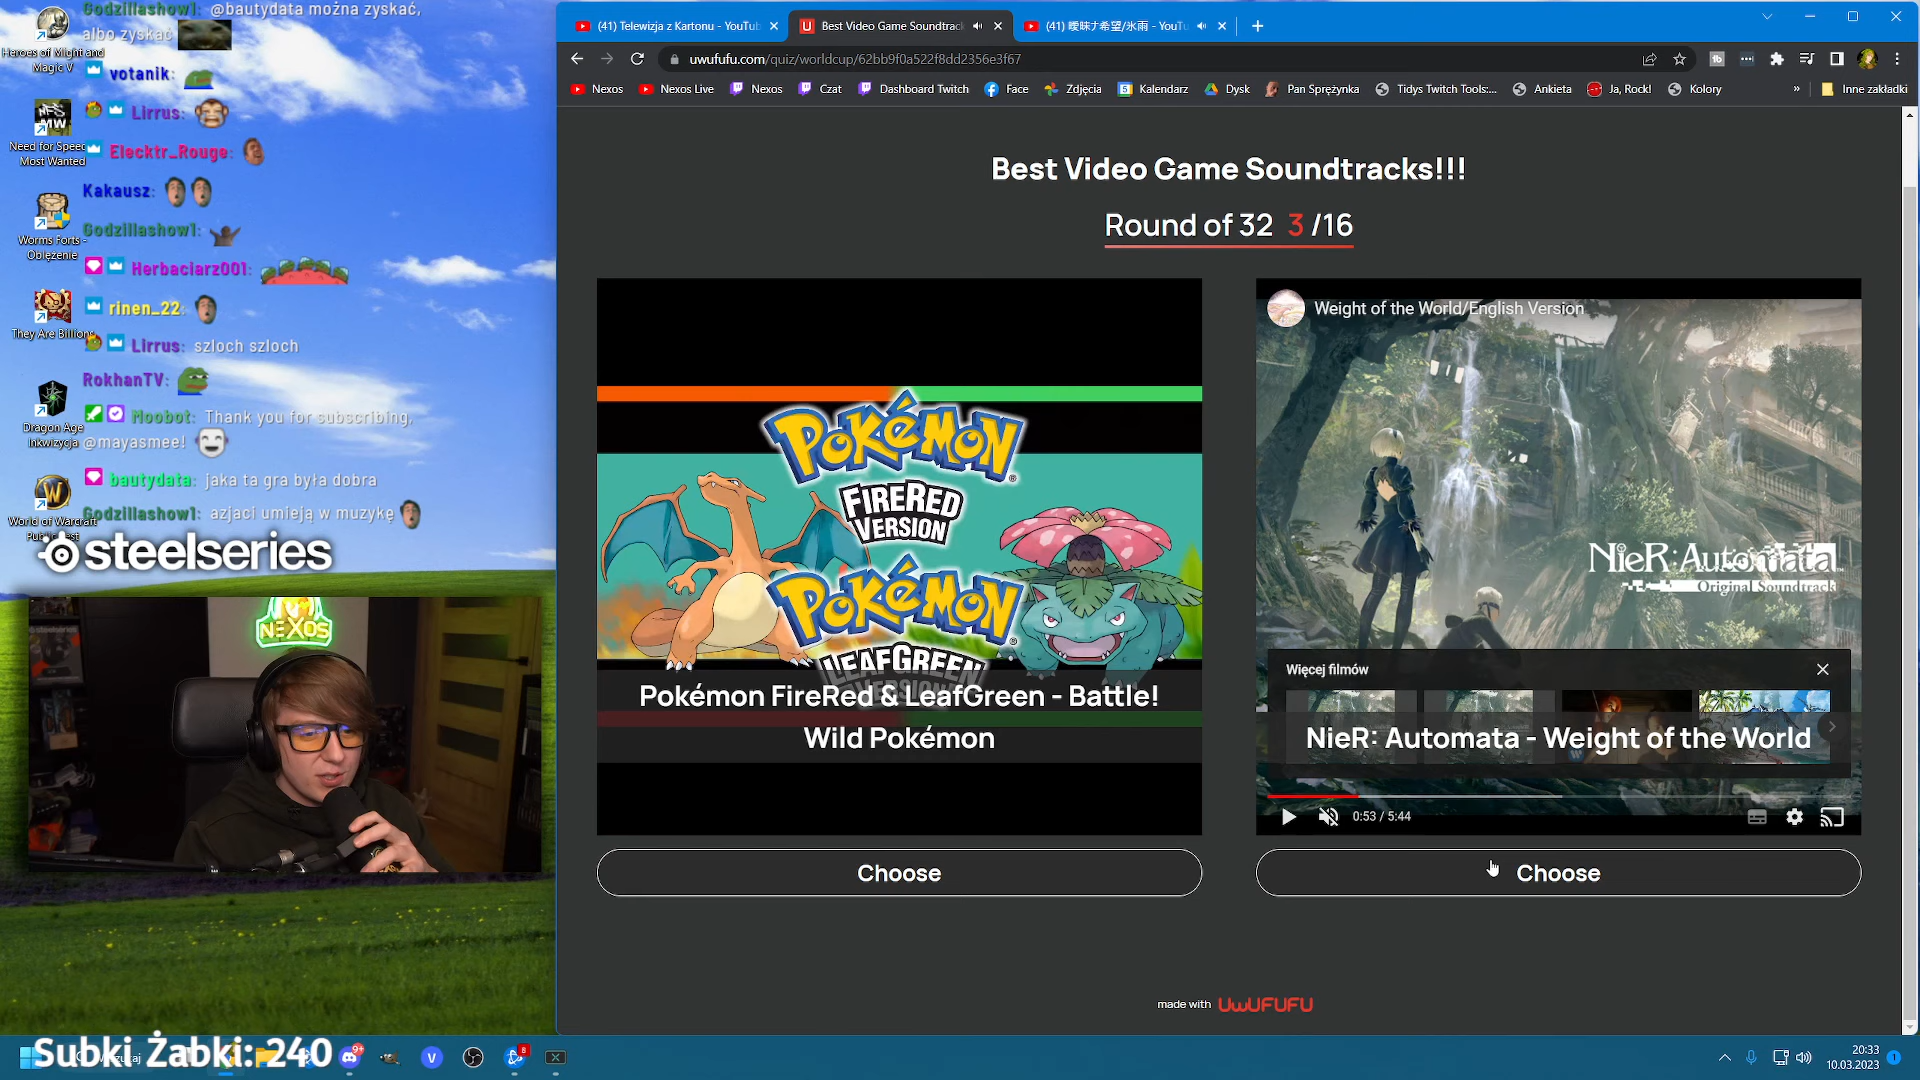 Godzillashow1: @bautydata można zyskać,
albo zyskać
votanik:
Lirrus:
Elecktr_Rouge:
Kakausz:
Godzillashow1:
Herbaciarz001:
rinen_22:
Lirrus: szloch szloch
RokhanTV:
Moobot: Thank you for subscribing,
@mayasmee!
bautydata: jaka ta gra była dobra
Godzillashow1: azjaci umieją w muzykę
Heroes of Might and
Magic V
Need for Speed
Most Wanted
Worms Forts -
Oblężenie
They Are Billions
Dragon Age
Inkwizycja
World of Warcraft
steelseries
NEXOS
Subki Żabki: 240
(41) Telewizja z Kartonu - YouTub
Best Video Game Soundtrack
uwufufu.com/quiz/worldcup/62bb9f0a522f8dd2356e3f67
Nexos
Nexos Live
Nexos
Czat
Dashboard Twitch
Face
Zdjęcia
5 Kalendarz
Dysk
Pan Sprężynka
Tidys Twitch Tools:...
Ankieta
Ja, Rock!
Kolory
»
Inne zakładki
Best Video Game Soundtracks!!!
Round of 32 3 /16
POKéMON
FIRERED
VERSION
POKéMON
LEAFGREEN
VERSION
Pokémon FireRed & LeafGreen - Battle!
Wild Pokémon
Choose
Weight of the World/English Version
NieR:Automata
Original Soundtrack
Więcej filmów
NieR: Automata - Weight of the World
0:53 / 5:44
Choose
made with UWUFUFU
9+
V
8
20:33
10.03.2023
1